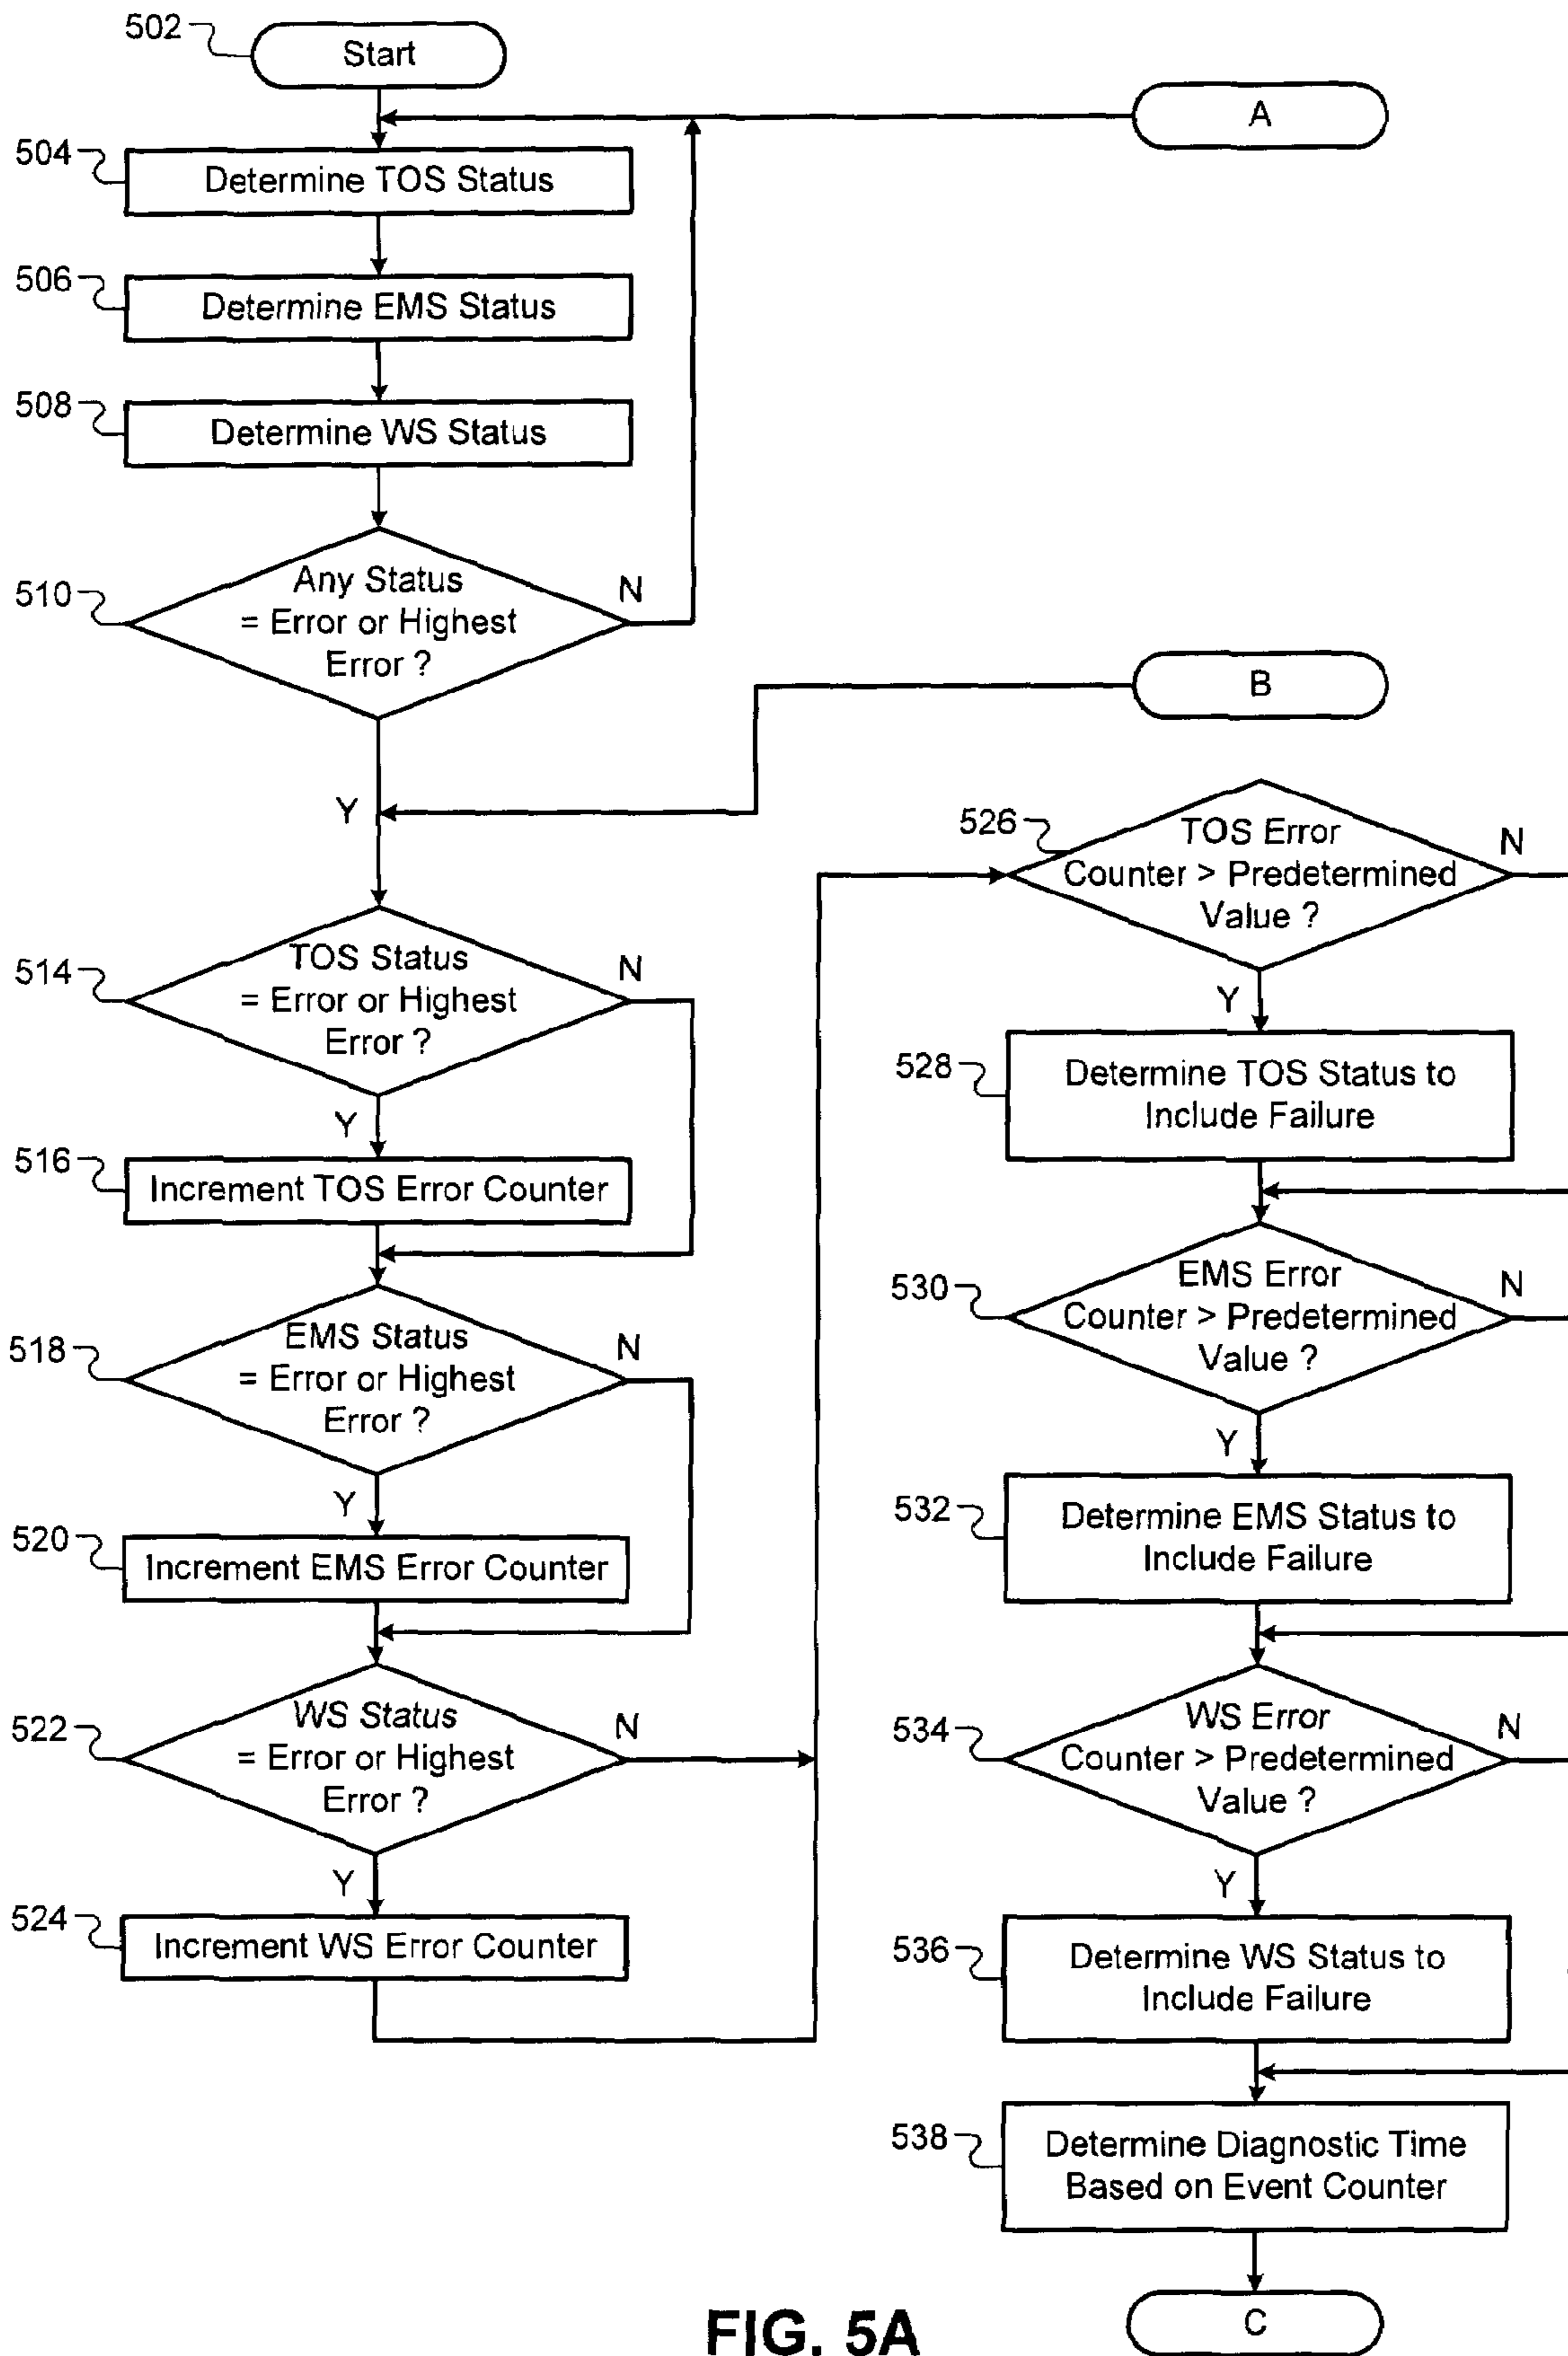 502
Start
A
504
Determine TOS Status
506
Determine EMS Status
508
Determine WS Status
510
Any Status
= Error or Highest
Error ?
N
Y
B
514
TOS Status
= Error or Highest
Error ?
N
Y
516
Increment TOS Error Counter
518
EMS Status
= Error or Highest
Error ?
N
Y
520
Increment EMS Error Counter
522
WS Status
= Error or Highest
Error ?
N
Y
524
Increment WS Error Counter
526
TOS Error
Counter > Predetermined
Value ?
N
Y
528
Determine TOS Status to
Include Failure
530
EMS Error
Counter > Predetermined
Value ?
N
Y
532
Determine EMS Status to
Include Failure
534
WS Error
Counter > Predetermined
Value ?
N
Y
536
Determine WS Status to
Include Failure
538
Determine Diagnostic Time
Based on Event Counter
C
FIG. 5A